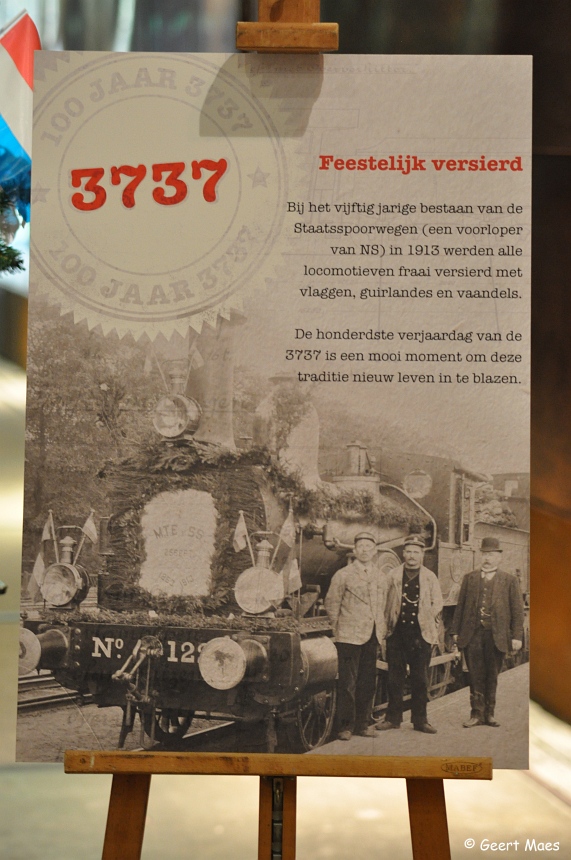 100 JAAR 3737
3737
100 JAAR 3737
Feestelijk versierd
Bij het vijftig jarige bestaan van de
Staatsspoorwegen (een voorloper
van NS) in 1913 werden alle
locomotieven fraai versierd met
vlaggen, guirlandes en vaandels.
De honderdste verjaardag van de
3737 is een mooi moment om deze
traditie nieuw leven in te blazen.
Nº 12
MABEF
© Geert Maes